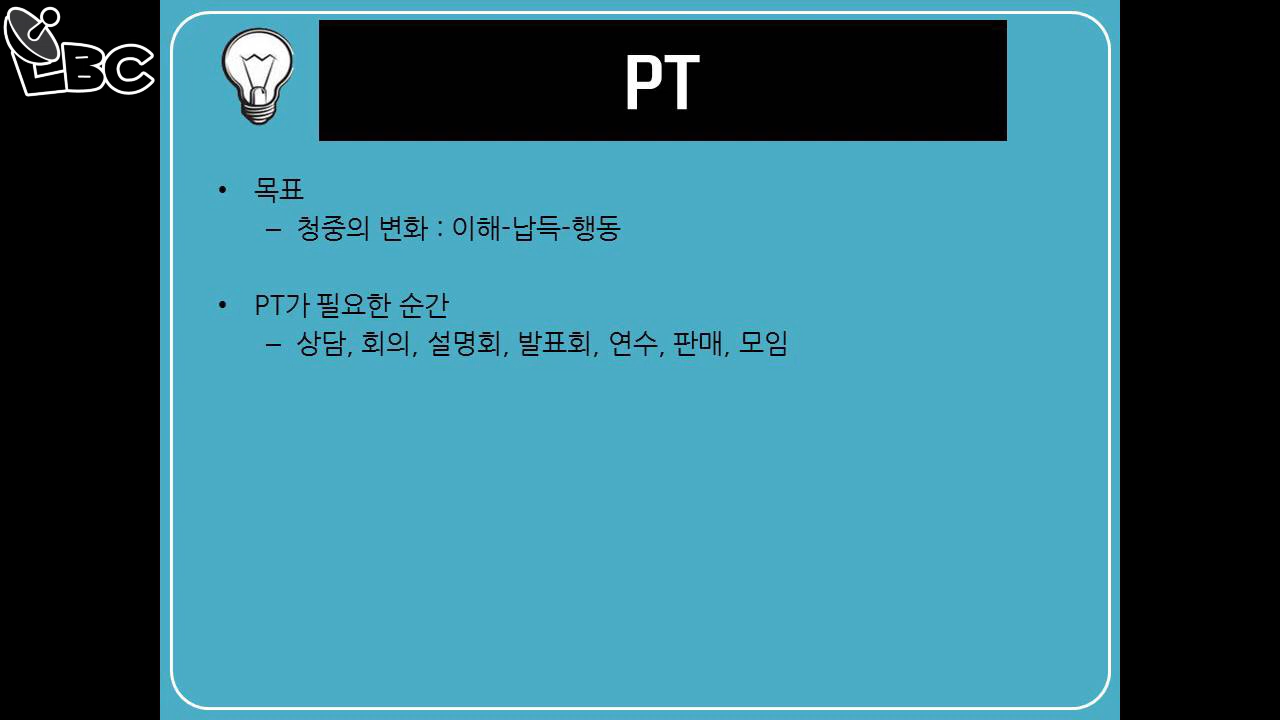 BC
PT
• 목표
– 청중의 변화 : 이해-납득-행동
• PT가 필요한 순간
– 상담, 회의, 설명회, 발표회, 연수, 판매, 모임